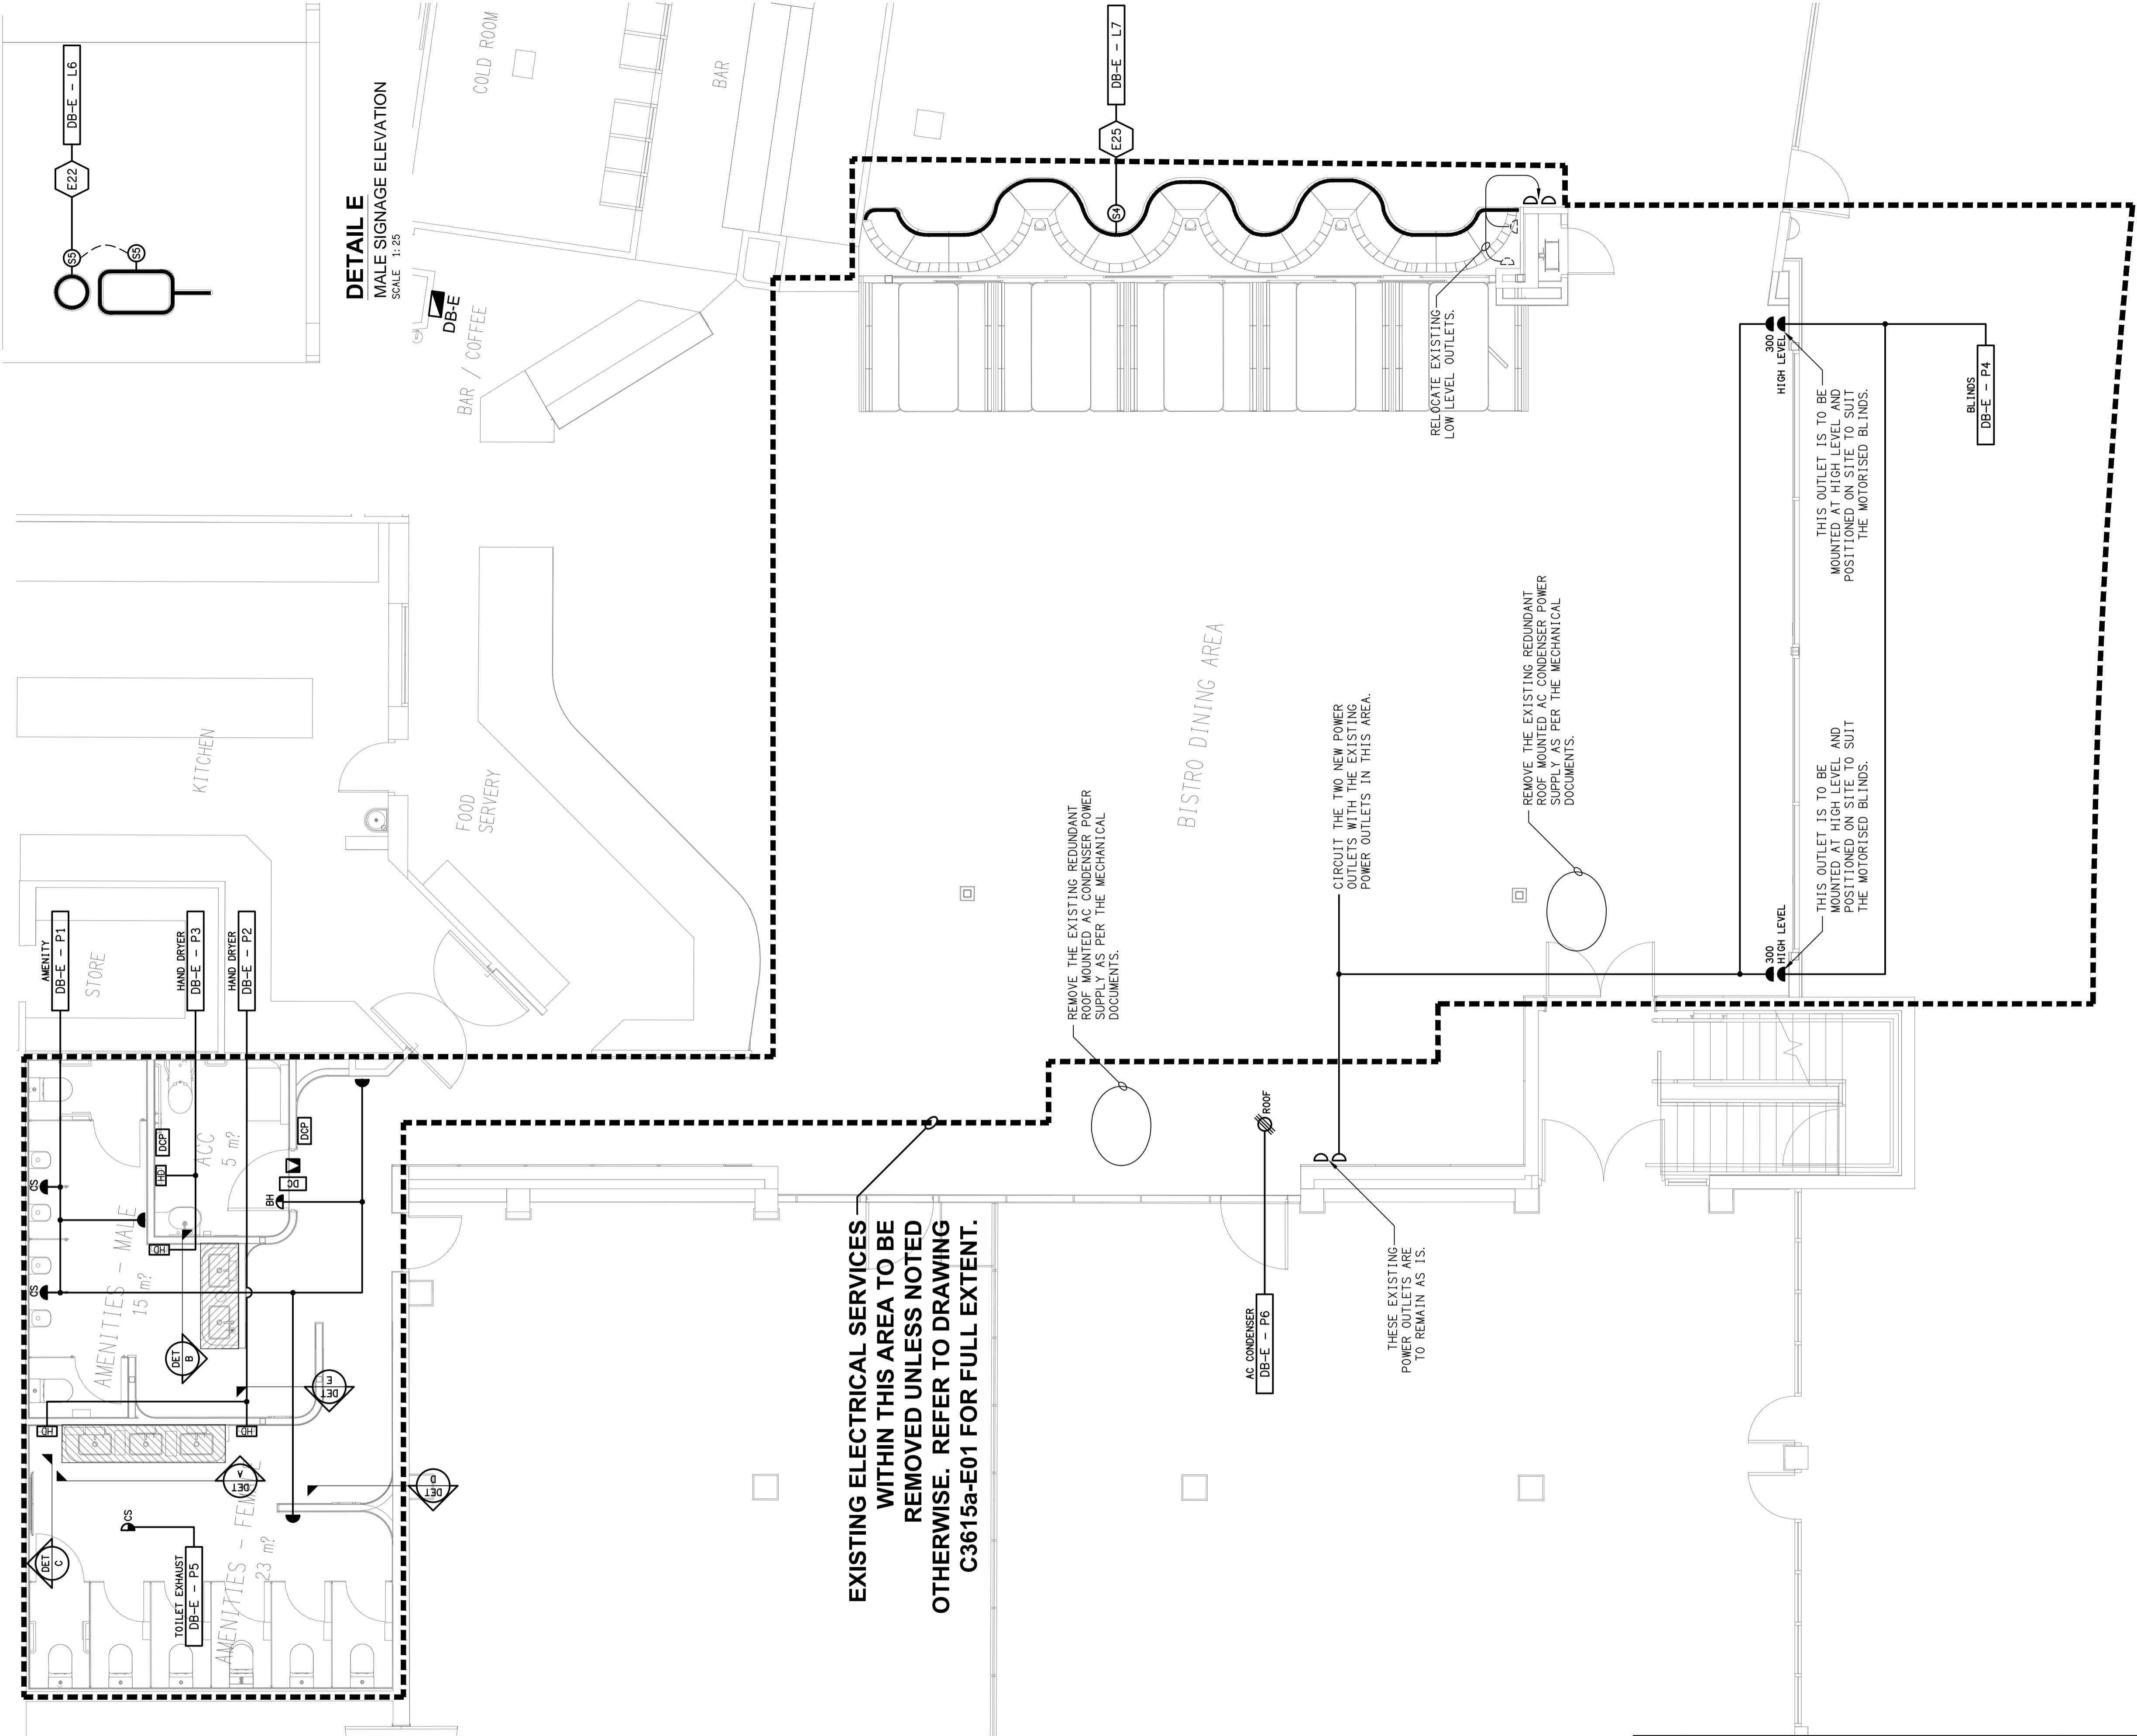 DB-E - L6
E22
S5
S5
DETAIL E
MALE SIGNAGE ELEVATION
SCALE 1:25
COLD ROOM
BAR
DB-E
BAR / COFFEE
DB-E - L7
E25
S4
RELOCATE EXISTING
LOW LEVEL OUTLETS.
KITCHEN
FOOD
SERVERY
STORE
AMENITY
DB-E - P1
HAND DRYER
DB-E - P3
HAND DRYER
DB-E - P2
BISTRO DINING AREA
300
HIGH LEVEL
THIS OUTLET IS TO BE
MOUNTED AT HIGH LEVEL AND
POSITIONED ON SITE TO SUIT
THE MOTORISED BLINDS.
BLINDS
DB-E - P4
REMOVE THE EXISTING REDUNDANT
ROOF MOUNTED AC CONDENSER POWER
SUPPLY AS PER THE MECHANICAL
DOCUMENTS.
CIRCUIT THE TWO NEW POWER
OUTLETS WITH THE EXISTING
POWER OUTLETS IN THIS AREA.
REMOVE THE EXISTING REDUNDANT
ROOF MOUNTED AC CONDENSER POWER
SUPPLY AS PER THE MECHANICAL
DOCUMENTS.
300
HIGH LEVEL
THIS OUTLET IS TO BE
MOUNTED AT HIGH LEVEL AND
POSITIONED ON SITE TO SUIT
THE MOTORISED BLINDS.
DCP
DCP
ACC
5 m?
HD
DC
BH
CS
HD
CS
AMENITIES - MALE
15 m?
DET
B
DET
E
HD
HD
DET
A
DET
D
DET
C
CS
TOILET EXHAUST
DB-E - P5
AMENITIES - FEMALE
23 m?
EXISTING ELECTRICAL SERVICES
WITHIN THIS AREA TO BE
REMOVED UNLESS NOTED
OTHERWISE. REFER TO DRAWING
C3615a-E01 FOR FULL EXTENT.
ROOF
AC CONDENSER
DB-E - P6
THESE EXISTING
POWER OUTLETS ARE
TO REMAIN AS IS.